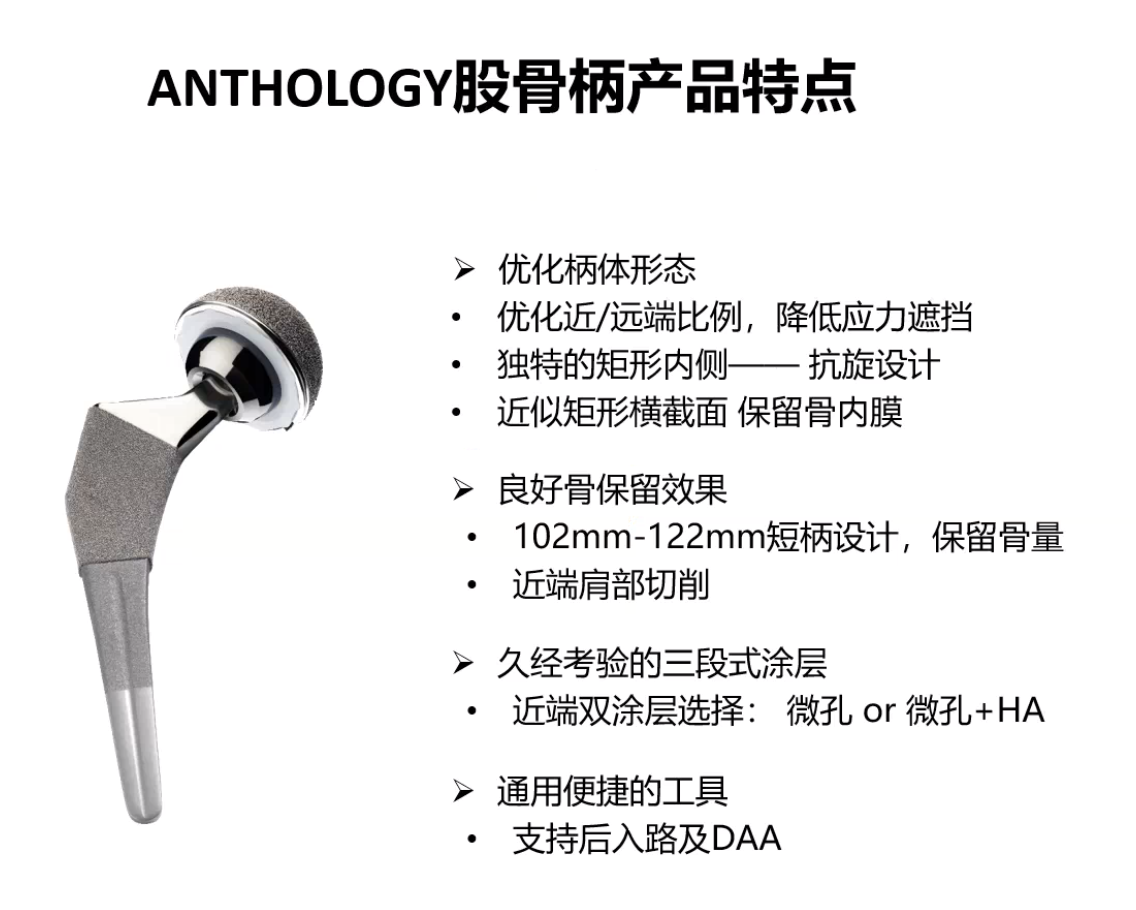 ANTHOLOGY股骨柄产品特点
➢ 优化柄体形态
• 优化近/远端比例，降低应力遮挡
• 独特的矩形内侧—— 抗旋设计
• 近似矩形横截面 保留骨内膜
➢ 良好骨保留效果
• 102mm-122mm短柄设计，保留骨量
• 近端肩部切削
➢ 久经考验的三段式涂层
• 近端双涂层选择： 微孔 or 微孔+HA
➢ 通用便捷的工具
• 支持后入路及DAA